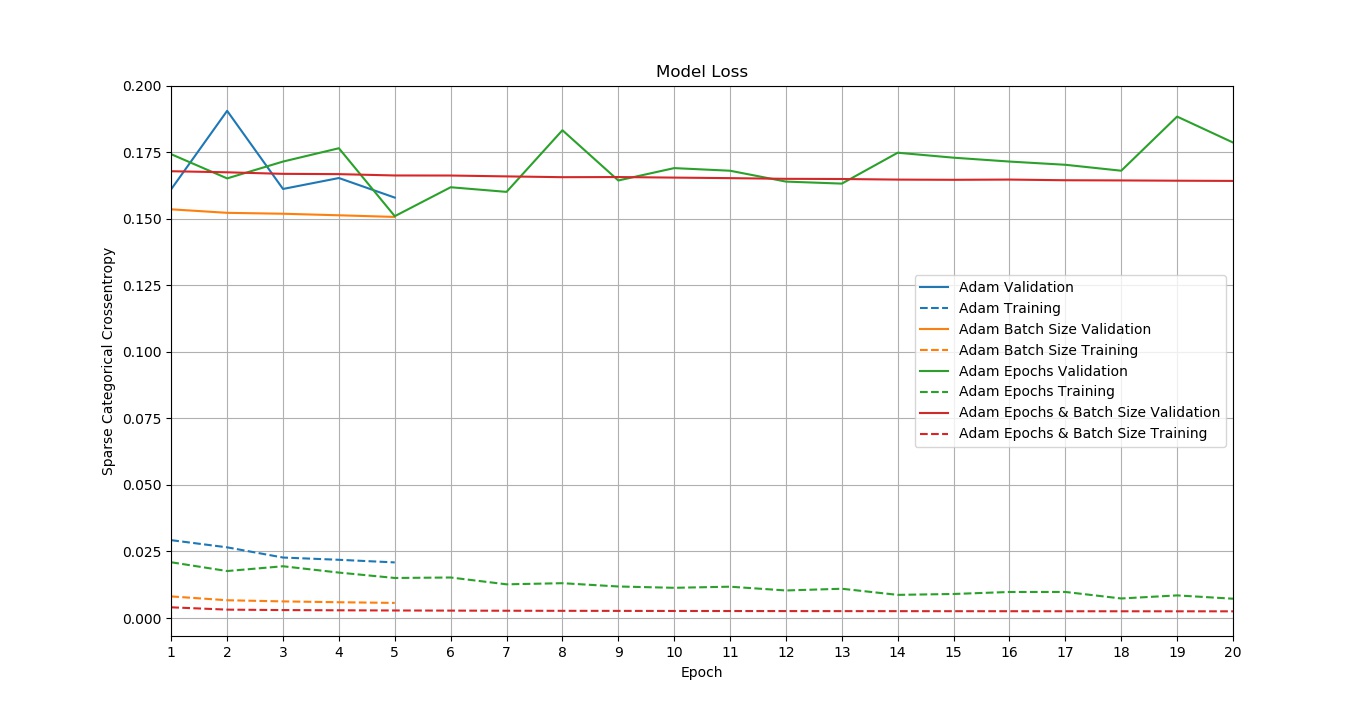 Model Loss
0.200
0.175
0.150
0.125
0.100
0.075
0.050
0.025
0.000
Sparse Categorical Crossentropy
Adam Validation
Adam Training
Adam Batch Size Validation
Adam Batch Size Training
Adam Epochs Validation
Adam Epochs Training
Adam Epochs & Batch Size Validation
Adam Epochs & Batch Size Training
1 2 3 4 5 6 7 8 9 10 11 12 13 14 15 16 17 18 19 20
Epoch